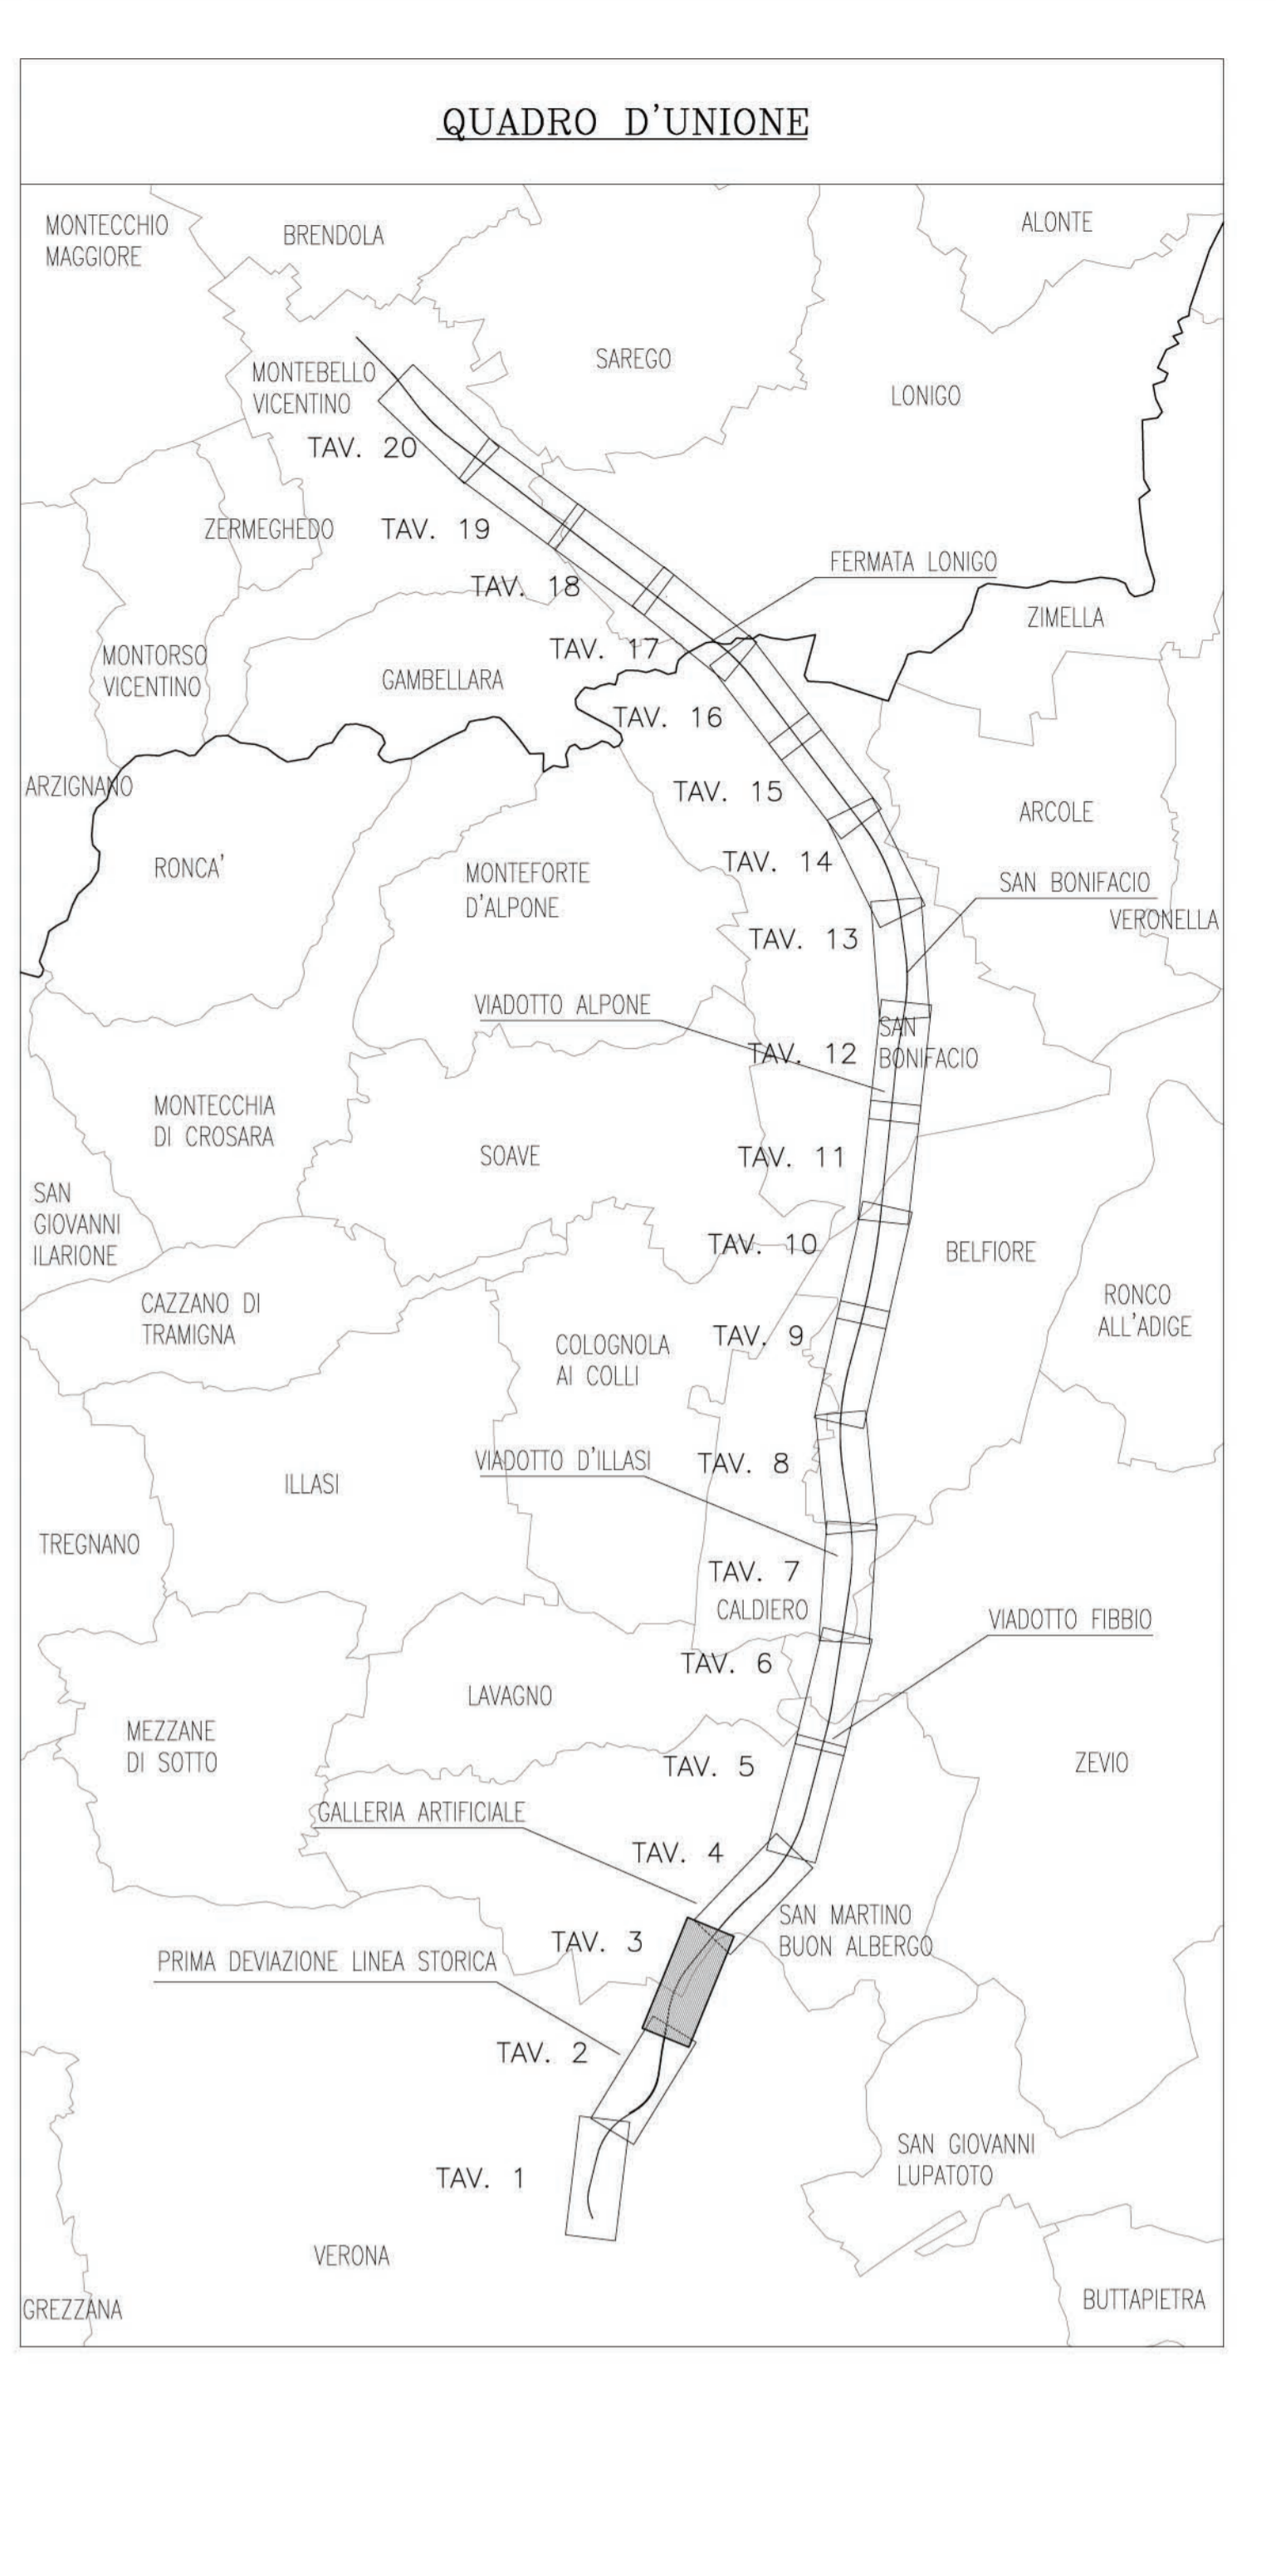 QUADRO D'UNIONE
MONTECCHIO
MAGGIORE
BRENDOLA
ALONTE
SAREGO
MONTEBELLO
VICENTINO
LONIGO
TAV. 20
ZERMEGHEDO
TAV. 19
FERMATA LONIGO
TAV. 18
ZIMELLA
TAV. 17
MONTORSO
VICENTINO
GAMBELLARA
TAV. 16
ARZIGNANO
TAV. 15
ARCOLE
RONCA'
MONTEFORTE
D'ALPONE
TAV. 14
SAN BONIFACIO
VERONELLA
TAV. 13
VIADOTTO ALPONE
SAN
BONIFACIO
TAV. 12
MONTECCHIA
DI CROSARA
SOAVE
TAV. 11
SAN
GIOVANNI
ILARIONE
TAV. 10
BELFIORE
CAZZANO DI
TRAMIGNA
RONCO
ALL'ADIGE
COLOGNOLA
AI COLLI
TAV. 9
VIADOTTO D'ILLASI
TAV. 8
ILLASI
TREGNANO
TAV. 7
CALDIERO
VIADOTTO FIBBIO
TAV. 6
LAVAGNO
MEZZANE
DI SOTTO
TAV. 5
ZEVIO
GALLERIA ARTIFICIALE
TAV. 4
SAN MARTINO
BUON ALBERGO
TAV. 3
PRIMA DEVIAZIONE LINEA STORICA
TAV. 2
SAN GIOVANNI
LUPATOTO
TAV. 1
VERONA
BUTTAPIETRA
GREZZANA